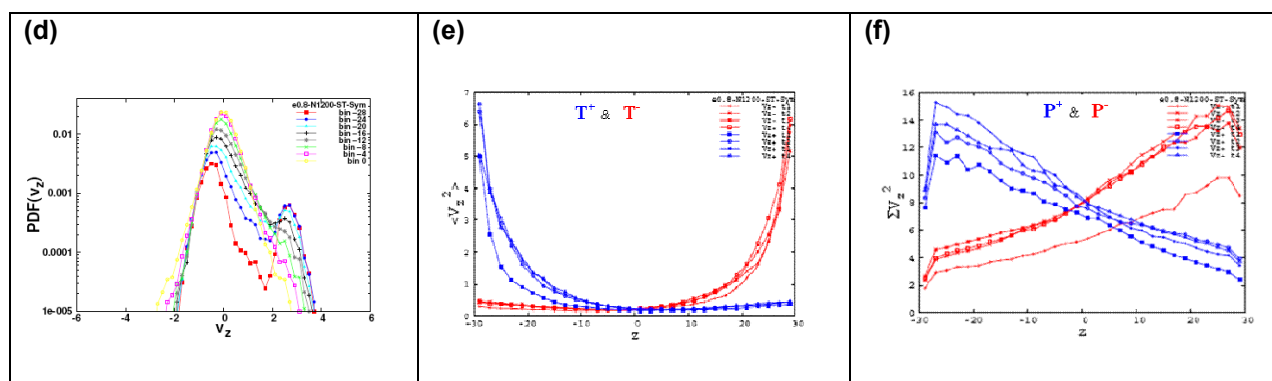 (d)
e0.8-N1200-ST-Sym
bin-28
bin-24
bin-20
bin-16
bin-12
bin-8
bin-4
bin 0
PDF(vz)
0.01
0.001
0.0001
1e-005
-6
-4
-2
0
2
4
6
Vz
(e)
e0.8-N1200-ST-Sym
T+ & T-
<Vz2>
7
6
5
4
3
2
1
0
-30
-20
-10
0
10
20
30
z
(f)
e0.8-N1200-ST-Sym
P+ & P-
ΣVz2
16
14
12
10
8
6
4
2
0
-30
-20
-10
0
10
20
30
z